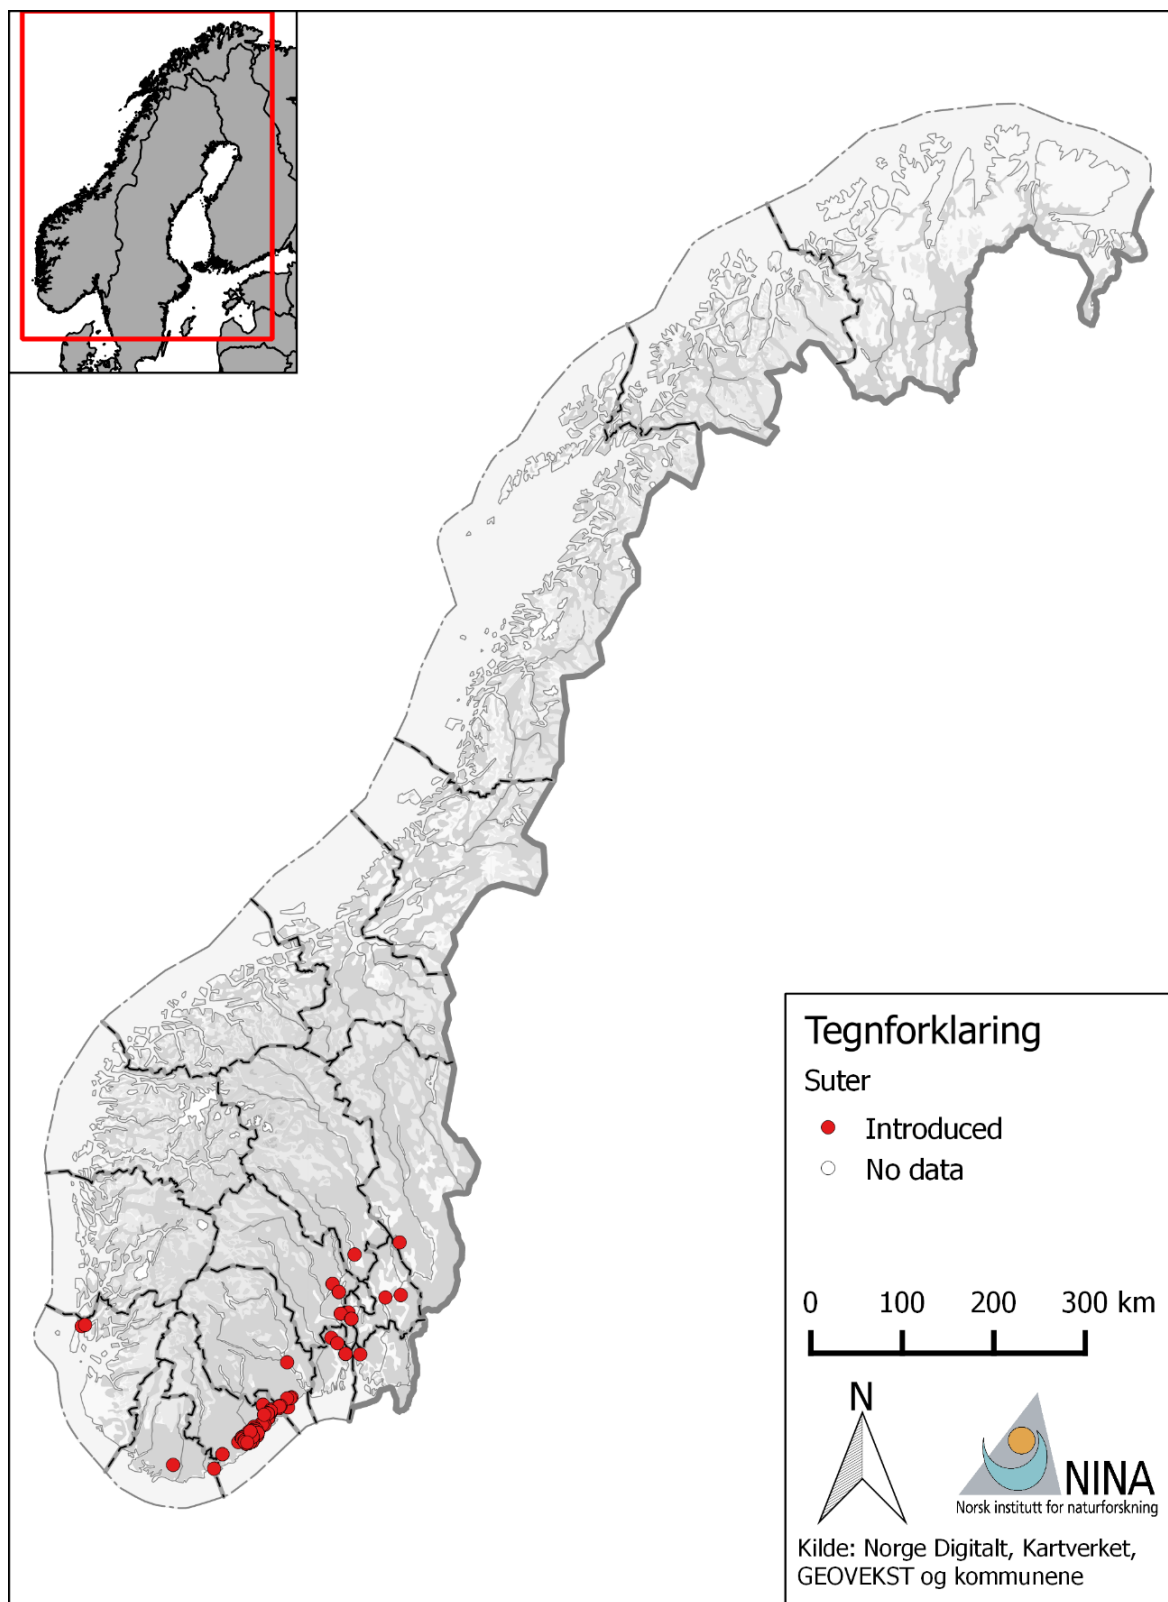 Tegnforklaring
Suter
Introduced
No data
0 100 200 300 km
N
NINA
Norsk institutt for naturforskning
Kilde: Norge Digitalt, Kartverket,
GEOVEKST og kommunene